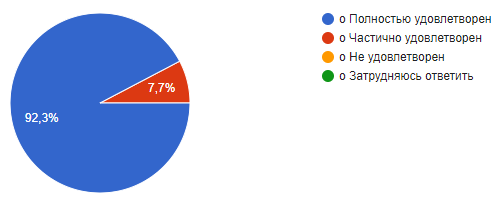 92,3%
7,7%
о Полностью удовлетворен
о Частично удовлетворен
о Не удовлетворен
о Затрудняюсь ответить